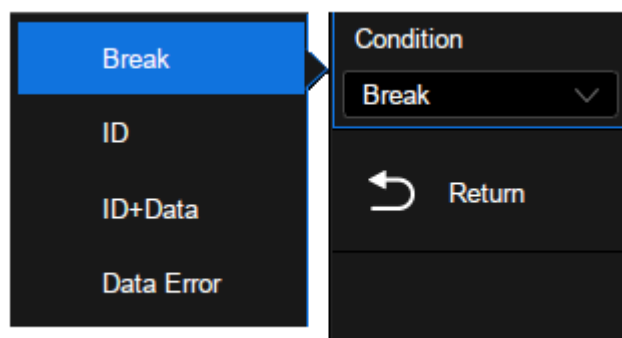 Break
ID
ID+Data
Data Error
Condition
Break
Return